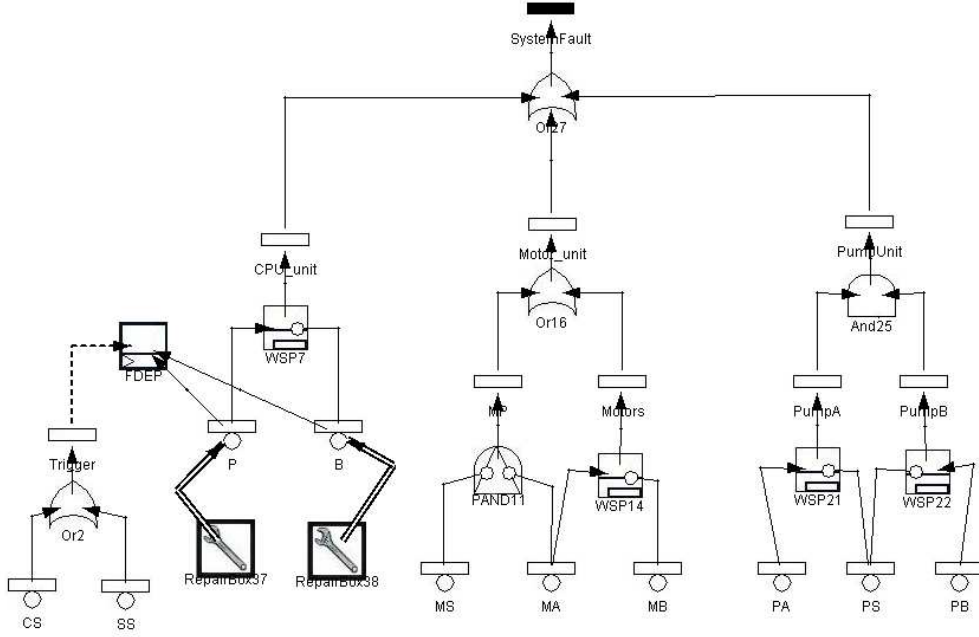 SystemFault
Or27
CPU_unit
Motor_unit
PumpUnit
Or16
And25
WSP7
FDEP
MP
Motors
PumpA
PumpB
Trigger
P
B
PAND11
WSP14
WSP21
WSP22
Or2
RepairBox37
RepairBox38
CS
SS
MS
MA
MB
PA
PS
PB